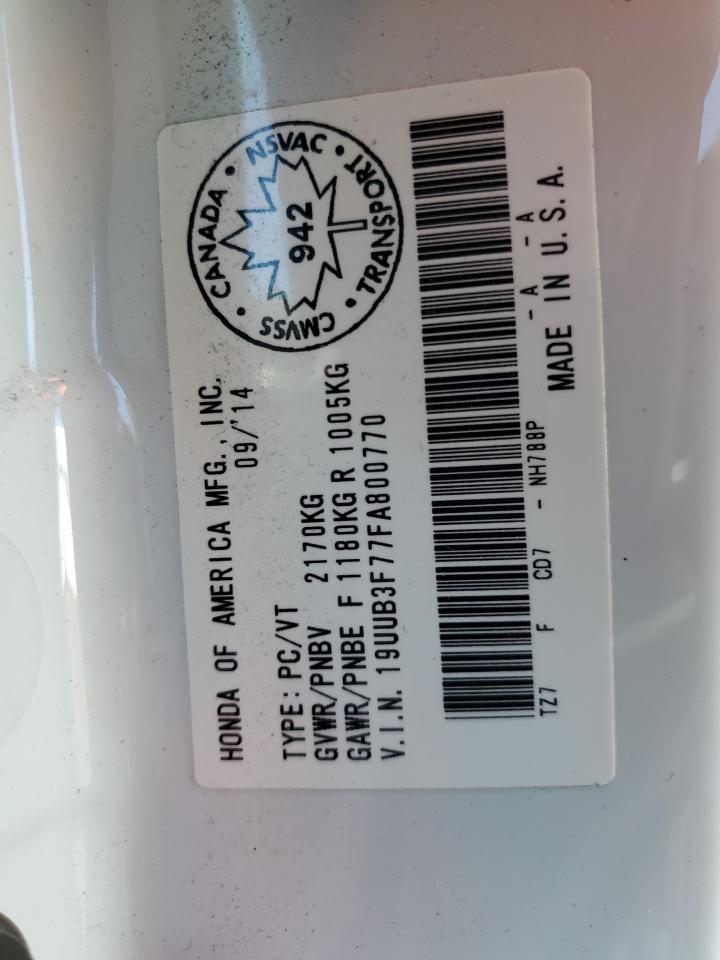 HONDA OF AMERICA MFG., INC.
09/'14
TYPE: PC/VT
GVWR/PNBV 2170KG
GAWR/PNBE F 1180KG R 1005KG
V.I.N. 19UUB3F77FA800770
CANADA • NSVAC • TRANSPORT • CMVSS •
942
TZ7 F CD7 - NH788P - A - A
MADE IN U.S.A.